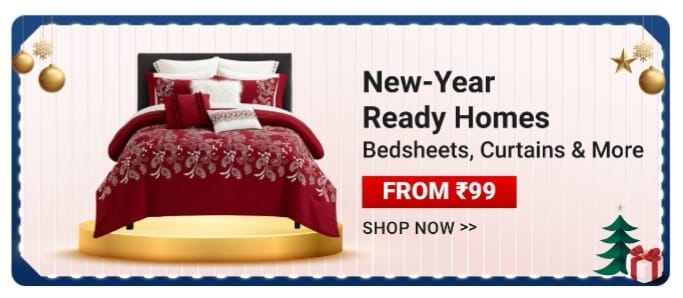 New-Year
Ready Homes
Bedsheets, Curtains & More
FROM ₹99
SHOP NOW >>